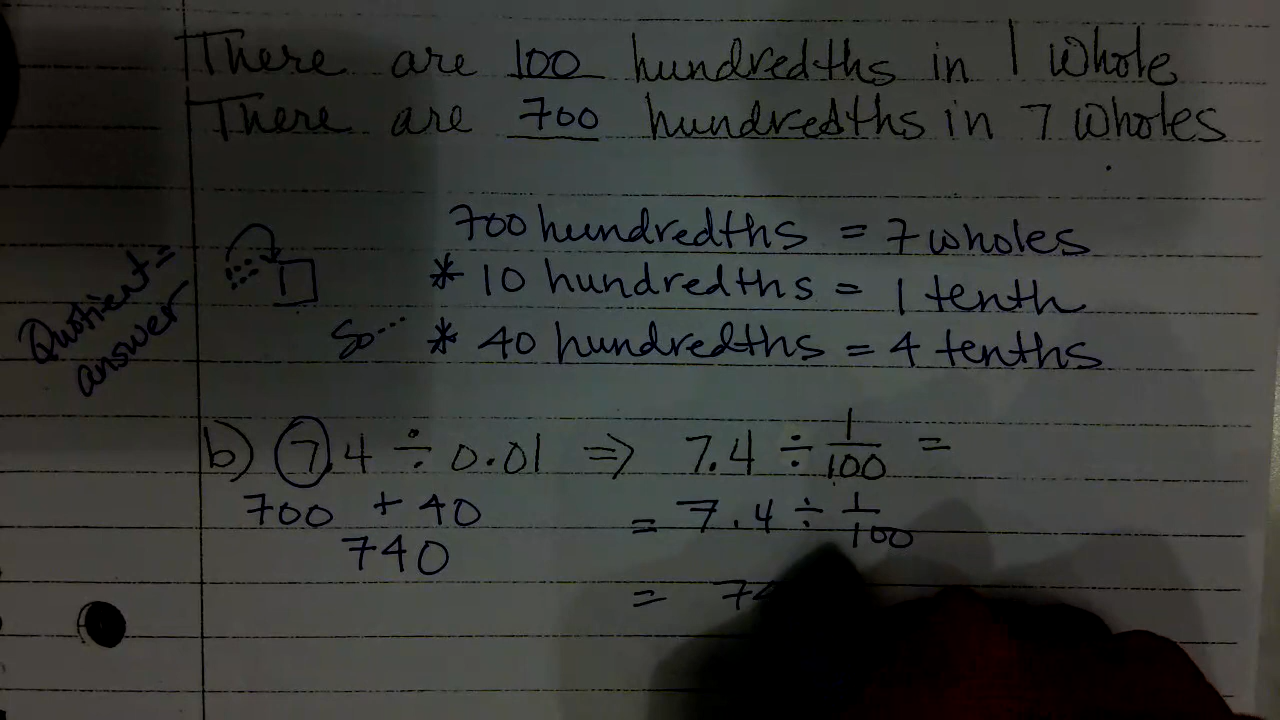 There are 100 hundredths in 1 whole
There are 700 hundredths in 7 wholes
700 hundredths = 7 wholes
* 10 hundredths = 1 tenth
So... * 40 hundredths = 4 tenths
Quotient =
answer
b) 7.4 ÷ 0.01 ⇒ 7.4 ÷ 1/100 =
700 + 40
= 7.4 ÷ 1/100
740
= 74